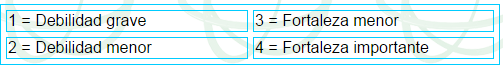 1 = Debilidad grave
3 = Fortaleza menor
2 = Debilidad menor
4 = Fortaleza importante